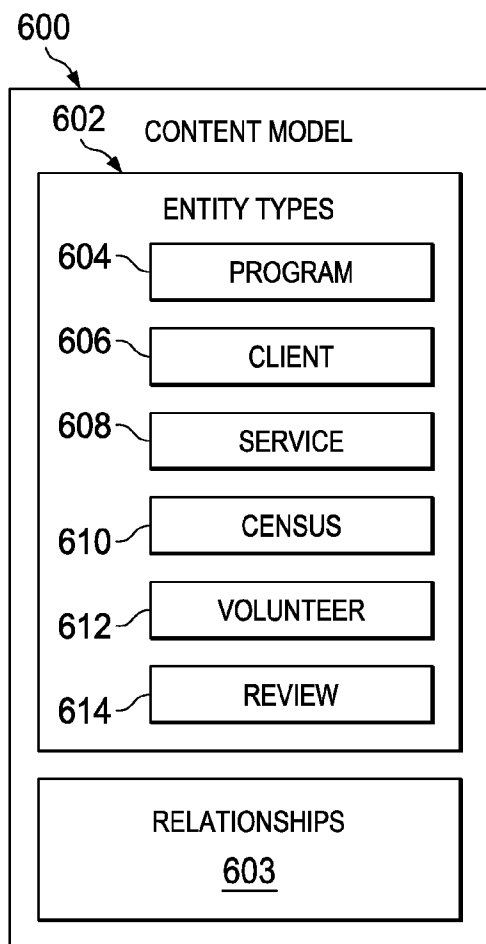 600
602
CONTENT MODEL
ENTITY TYPES
604
PROGRAM
606
CLIENT
608
SERVICE
610
CENSUS
612
VOLUNTEER
614
REVIEW
RELATIONSHIPS
603